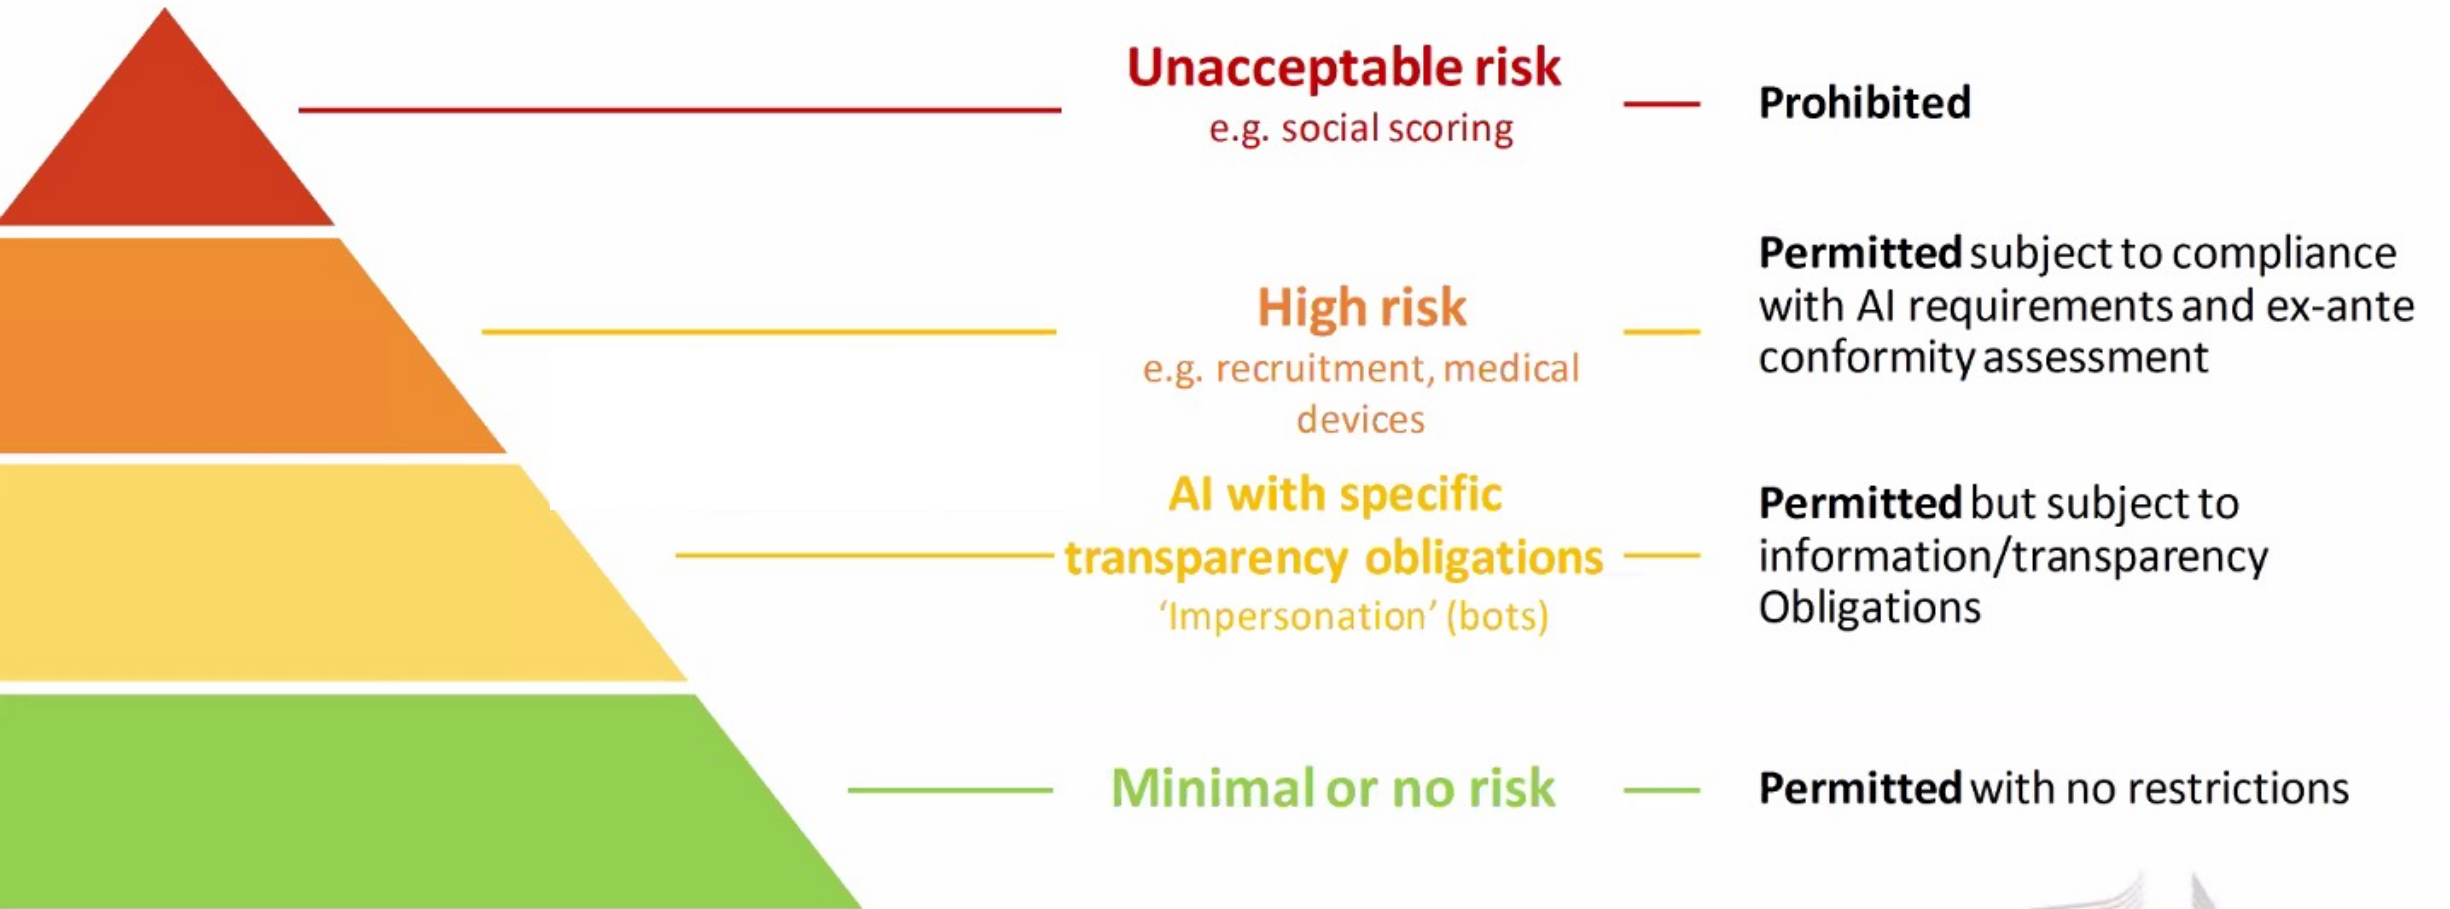 Unacceptable risk
e.g. social scoring
Prohibited
High risk
e.g. recruitment, medical
devices
Permitted subject to compliance
with AI requirements and ex-ante
conformity assessment
AI with specific
transparency obligations
‘Impersonation’ (bots)
Permitted but subject to
information/transparency
Obligations
Minimal or no risk
Permitted with no restrictions